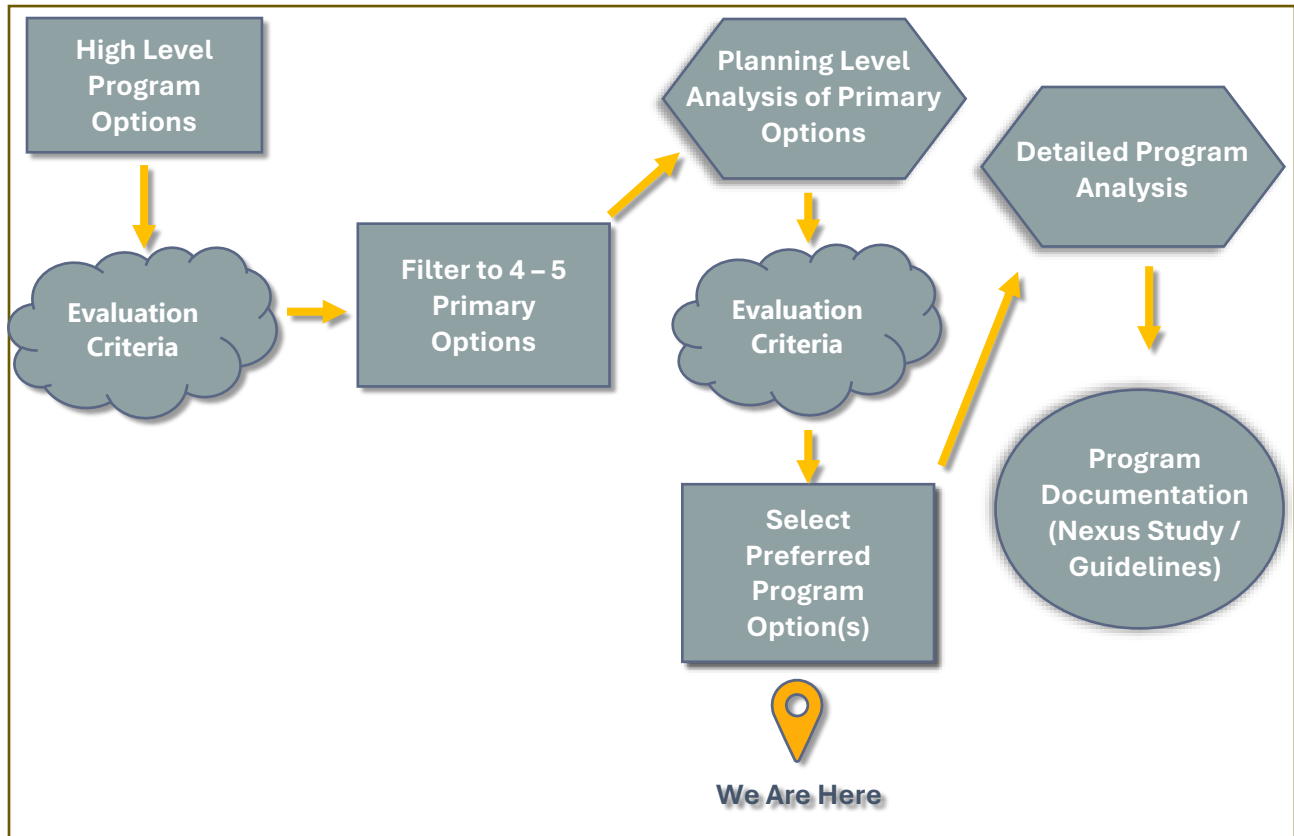 High Level
Program
Options
Evaluation
Criteria
Filter to 4 – 5
Primary
Options
Planning Level
Analysis of Primary
Options
Evaluation
Criteria
Select
Preferred
Program
Option(s)
We Are Here
Detailed Program
Analysis
Program
Documentation
(Nexus Study /
Guidelines)